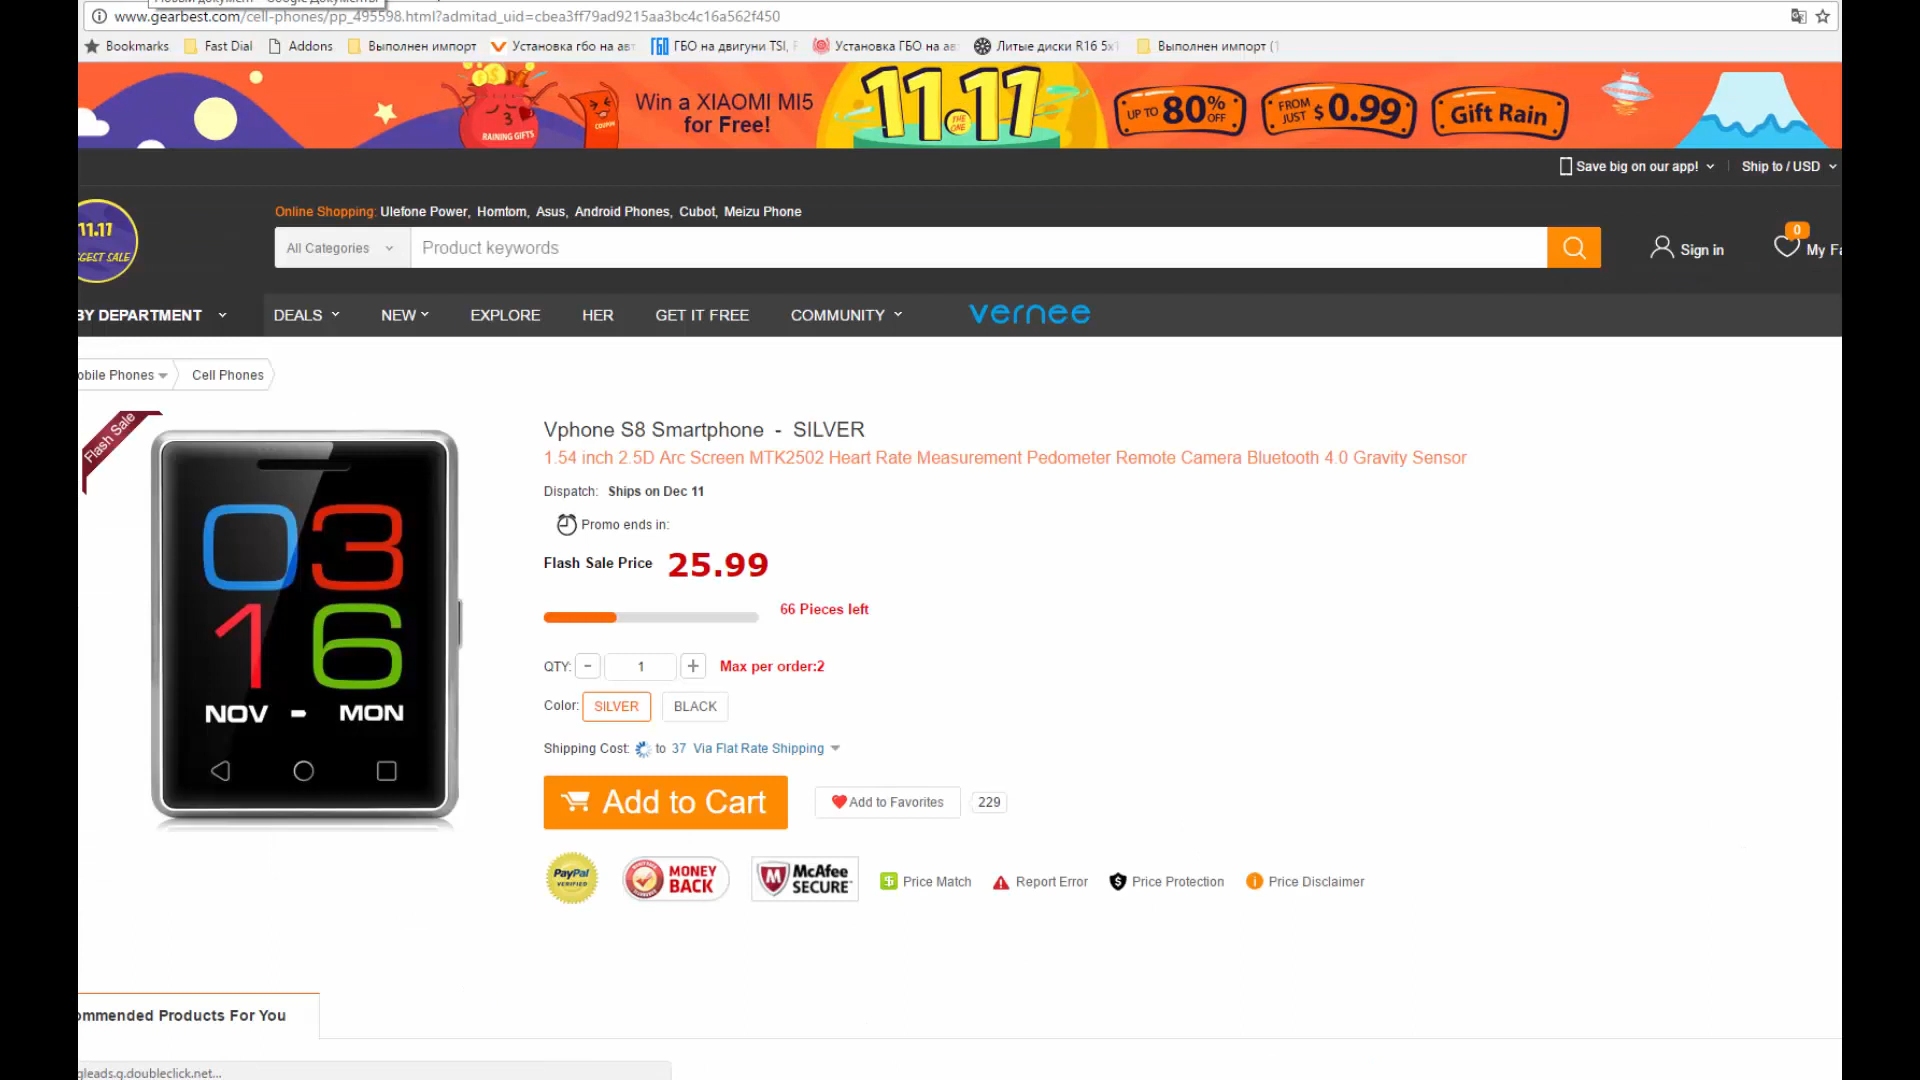 www.gearbest.com/cell-phones/pp_495598.html?admitad_uid=cbea3ff79ad9215aa3bc4c16a562f450
Bookmarks Fast Dial Addons Выполнен импорт Установка гбо на авт ГБО на двигуни TSI, F Установка ГБО на ав Литые диски R16 5x1 Выполнен импорт (1
RAINING GIFTS
COUPON
Win a XIAOMI MI5
for Free!
11.11
THE ONE
UP TO 80% OFF
FROM JUST $0.99
Gift Rain
Save big on our app! Ship to / USD
11.11
GEST SALE
Online Shopping: Ulefone Power, Homtom, Asus, Android Phones, Cubot, Meizu Phone
All Categories Product keywords
0
Sign in My Fa
BY DEPARTMENT DEALS NEW EXPLORE HER GET IT FREE COMMUNITY vernee
obile Phones Cell Phones
Flash Sale
03
16
NOV - MON
Vphone S8 Smartphone - SILVER
1.54 inch 2.5D Arc Screen MTK2502 Heart Rate Measurement Pedometer Remote Camera Bluetooth 4.0 Gravity Sensor
Dispatch: Ships on Dec 11
Promo ends in:
Flash Sale Price 25.99
66 Pieces left
QTY: - 1 + Max per order:2
Color: SILVER BLACK
Shipping Cost: to 37 Via Flat Rate Shipping
Add to Cart Add to Favorites 229
PayPal VERIFIED
MONEY BACK
McAfee SECURE
Price Match Report Error Price Protection Price Disclaimer
ommended Products For You
gleads.g.doubleclick.net...